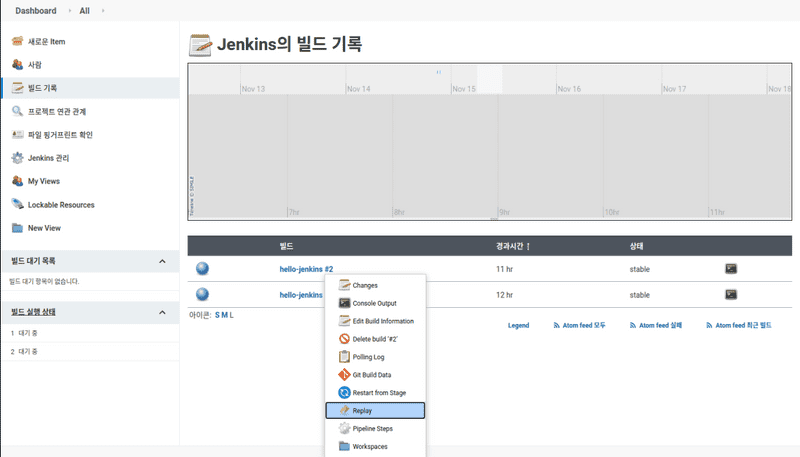 Dashboard All
새로운 Item
사람
빌드 기록
프로젝트 연관 관계
파일 핑거프린트 확인
Jenkins 관리
My Views
Lockable Resources
New View
빌드 대기 목록
빌드 대기 항목이 없습니다.
빌드 실행 상태
1 대기 중
2 대기 중
Jenkins의 빌드 기록
Nov 13 Nov 14 Nov 15 Nov 16 Nov 17 Nov 18
Timeline © SIMILE
7hr 8hr 9hr 10hr 11hr
빌드 경과시간 ↑ 상태
hello-jenkins #2 11 hr stable
hello-jenkins 12 hr stable
아이콘: S M L
Legend Atom feed 모두 Atom feed 실패 Atom feed 최근 빌드
Changes
Console Output
Edit Build Information
Delete build '#2'
Polling Log
Git Build Data
Restart from Stage
Replay
Pipeline Steps
Workspaces